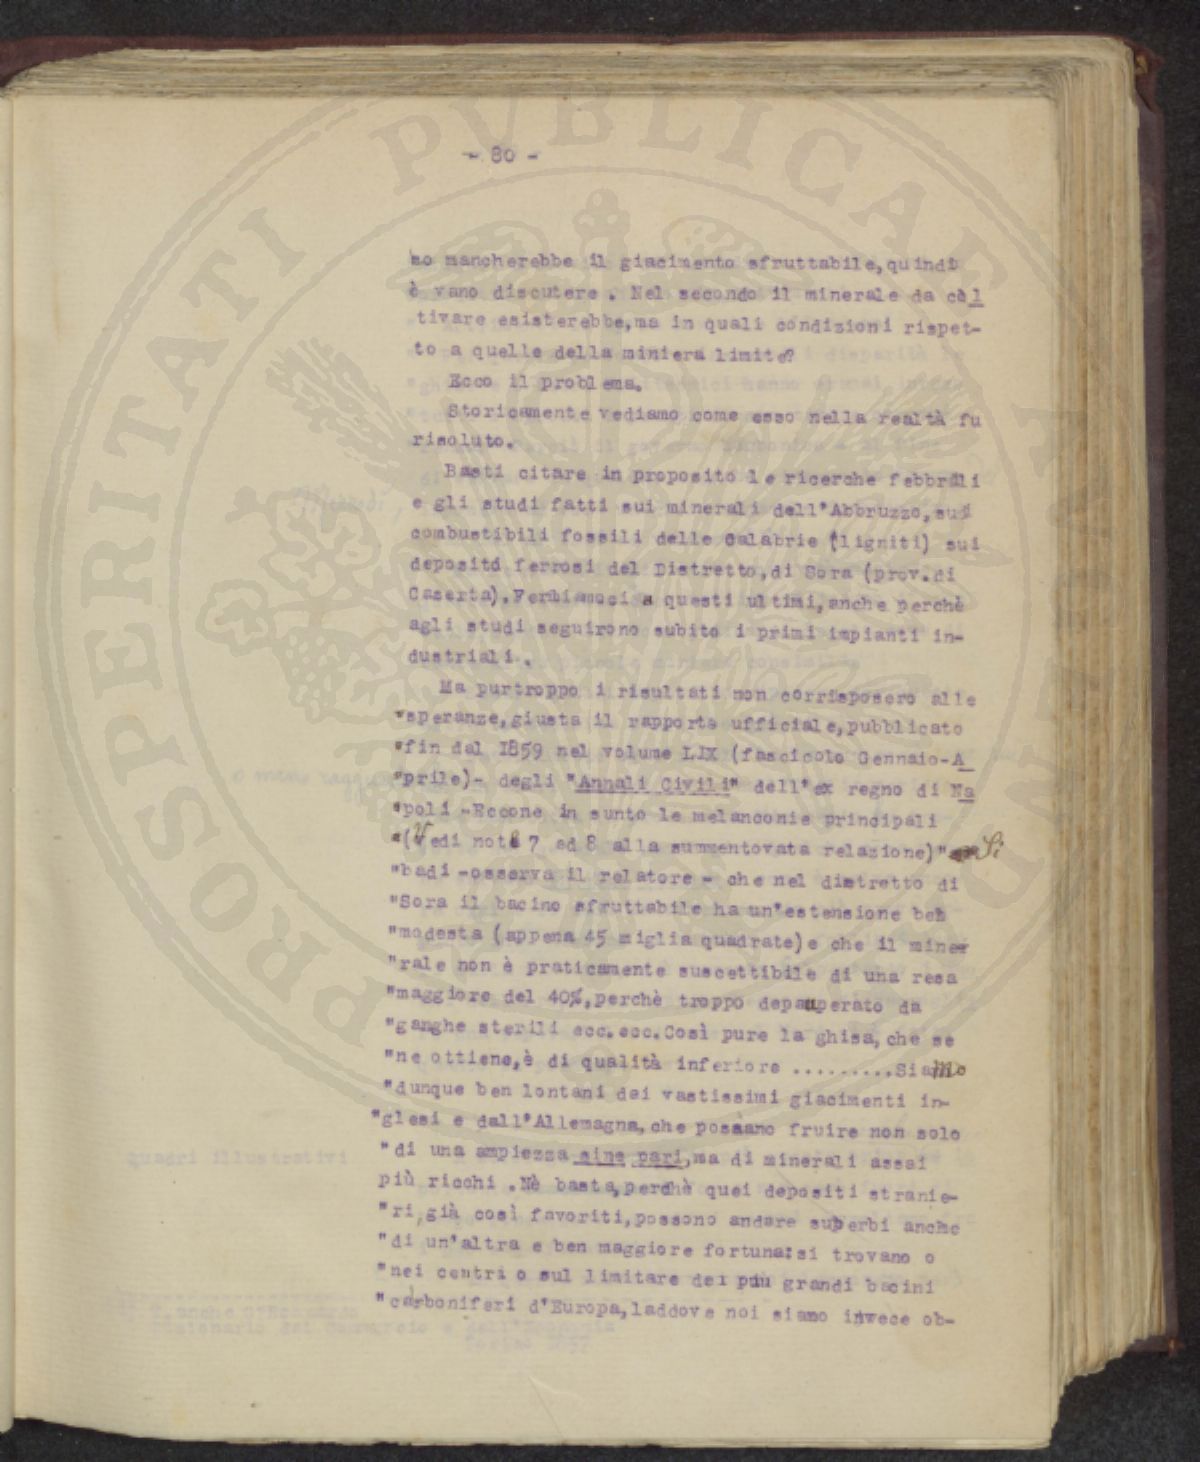 - 80 -
mo mancherebbe il giacimento sfruttabile, quindi
è vano discutere . Nel secondo il minerale da col
tivare esisterebbe, ma in quali condizioni rispet-
to a quelle della miniera limite?
Ecco il problema.
Storicamente vediamo come esso nella realtà fu
risoluto.
Basti citare in proposito le ricerche febbrili
e gli studi fatti sui minerali dell'Abbruzzo, sui
combustibili fossili delle Calabrie (ligniti) sui
depositi ferrosi del Distretto, di Sora (prov. di
Caserta). Fermiamoci a questi ultimi, anche perchè
agli studi seguirono subito i primi impianti in-
dustriali .
Ma purtroppo i risultati non corrisposero alle
"speranze, giusta il rapporto ufficiale, pubblicato
"fin dal 1859 nel volume LIX (fascicolo Gennaio-A
"prile)- degli "Annali Civili" dell'ex regno di Na
"poli -Eccone in sunto le melanconie principali
"(Vedi note 7 ed 8 alla summentovata relazione)" Si
"badi -osserva il relatore - che nel distretto di
"Sora il bacino sfruttabile ha un'estensione ben
"modesta (appena 45 miglia quadrate) e che il mine-
"rale non è praticamente suscettibile di una resa
"maggiore del 40%, perchè troppo depauperato da
"ganghe sterili ecc. ecc. Così pure la ghisa, che se
"ne ottiene, è di qualità inferiore .........Siamo
"dunque ben lontani dei vastissimi giacimenti in-
"glesi e dall'Allemagna, che possano fruire non solo
"di una ampiezza sine pari, ma di minerali assai
più ricchi . Nè basta, perchè quei depositi stranie-
"ri, già così favoriti, possono andare superbi anche
"di un'altra e ben maggiore fortuna: si trovano o
"nei centri o sul limitare dei più grandi bacini
"carboniferi d'Europa, laddove noi siamo invece ob-
PROSPERITATI PUBLICAE AUGENDAE